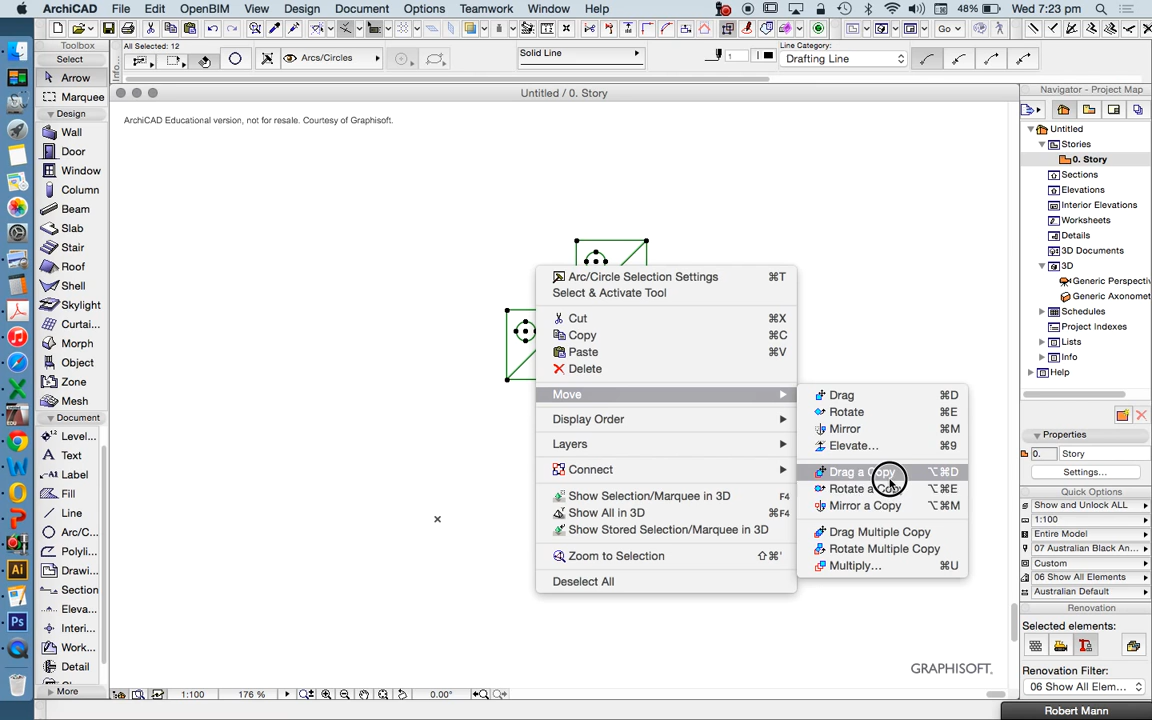 ArchiCAD File Edit OpenBIM View Design Document Options Teamwork Window Help 48% Wed 7:23 pm
Go
Toolbox
Select
Arrow
Marquee
Design
Wall
Door
Window
Column
Beam
Slab
Stair
Roof
Shell
Skylight
Curtai...
Morph
Object
Zone
Mesh
Document
Level...
Text
Label
Fill
Line
Arc/C...
Polyli...
Drawi...
Section
Eleva...
Interi...
Work...
Detail
More
All Selected: 12
Info...
Arcs/Circles
Solid Line
1
Line Category:
Drafting Line
Untitled / 0. Story
ArchiCAD Educational version, not for resale. Courtesy of Graphisoft.
Arc/Circle Selection Settings ⌘T
Select & Activate Tool
Cut ⌘X
Copy ⌘C
Paste ⌘V
Delete
Move
Display Order
Layers
Connect
Show Selection/Marquee in 3D F4
Show All in 3D ⌘F4
Show Stored Selection/Marquee in 3D
Zoom to Selection ⇧⌘'
Deselect All
Drag ⌘D
Rotate ⌘E
Mirror ⌘M
Elevate... ⌘9
Drag a Copy ⌥⌘D
Rotate a Copy ⌥⌘E
Mirror a Copy ⌥⌘M
Drag Multiple Copy
Rotate Multiple Copy
Multiply... ⌘U
GRAPHISOFT.
1:100 176 % 0.00°
Navigator - Project Map
Untitled
Stories
0. Story
Sections
Elevations
Interior Elevations
Worksheets
Details
3D Documents
3D
Generic Perspectiv
Generic Axonomet
Schedules
Project Indexes
Lists
Info
Help
Properties
0. Story
Settings...
Quick Options
Show and Unlock ALL
1:100
Entire Model
07 Australian Black An...
Custom
06 Show All Elements
Australian Default
Renovation
Selected elements:
Renovation Filter:
06 Show All Elem...
Robert Mann